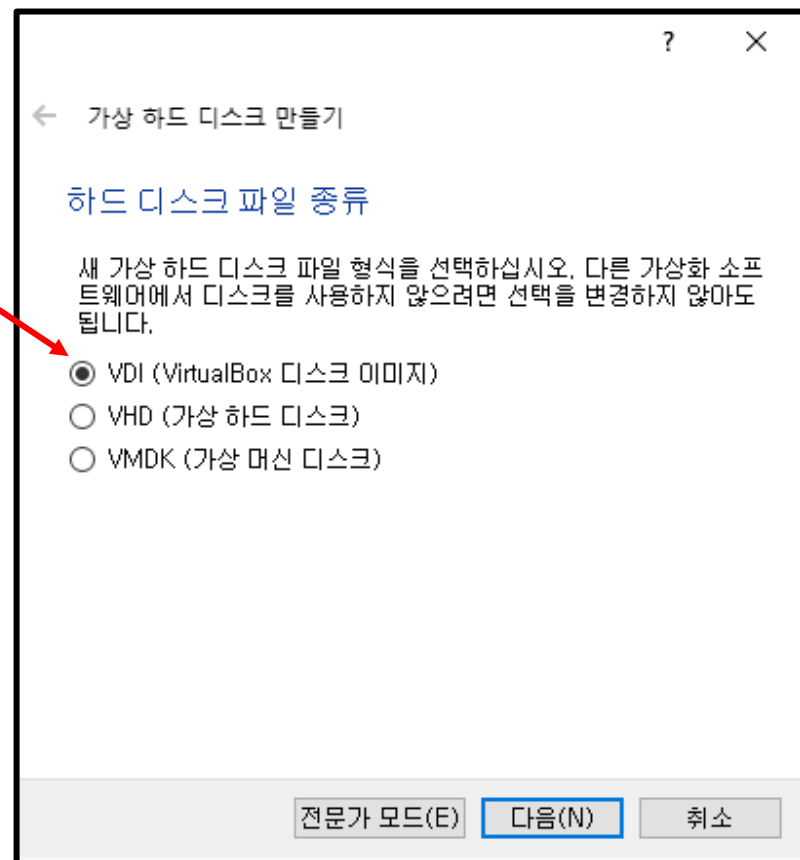 ?
가상 하드 디스크 만들기
하드 디스크 파일 종류
새 가상 하드 디스크 파일 형식을 선택하십시오. 다른 가상화 소프
트웨어에서 디스크를 사용하지 않으려면 선택을 변경하지 않아도
됩니다.
VDI (VirtualBox 디스크 이미지)
VHD (가상 하드 디스크)
VMDK (가상 머신 디스크)
전문가 모드(E) 다음(N) 취소